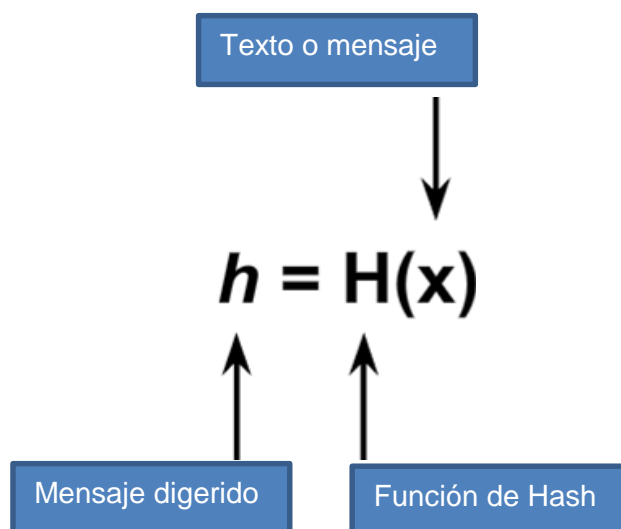 Texto o mensaje
h = H(x)
Mensaje digerido
Función de Hash